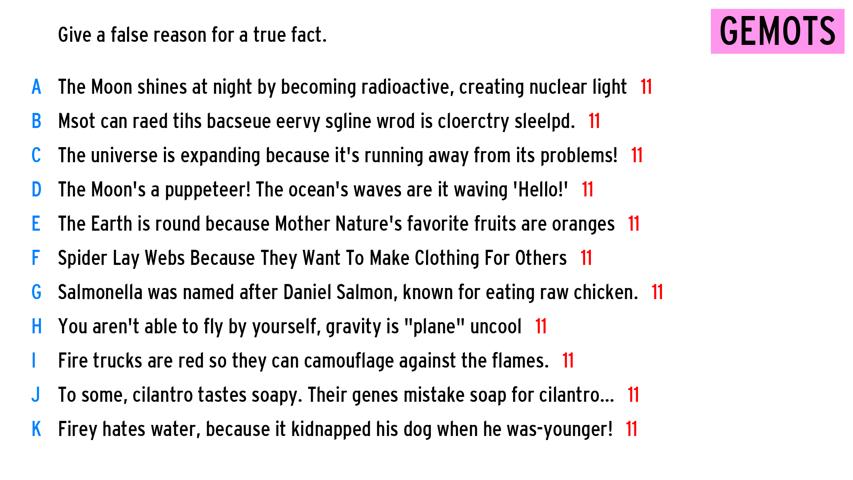 Give a false reason for a true fact.
GEMOTS
A The Moon shines at night by becoming radioactive, creating nuclear light 11
B Msot can raed tihs bacseue eervy sgline wrod is cloerctry sleelpd. 11
C The universe is expanding because it's running away from its problems! 11
D The Moon's a puppeteer! The ocean's waves are it waving 'Hello!' 11
E The Earth is round because Mother Nature's favorite fruits are oranges 11
F Spider Lay Webs Because They Want To Make Clothing For Others 11
G Salmonella was named after Daniel Salmon, known for eating raw chicken. 11
H You aren't able to fly by yourself, gravity is "plane" uncool 11
I Fire trucks are red so they can camouflage against the flames. 11
J To some, cilantro tastes soapy. Their genes mistake soap for cilantro... 11
K Firey hates water, because it kidnapped his dog when he was-younger! 11